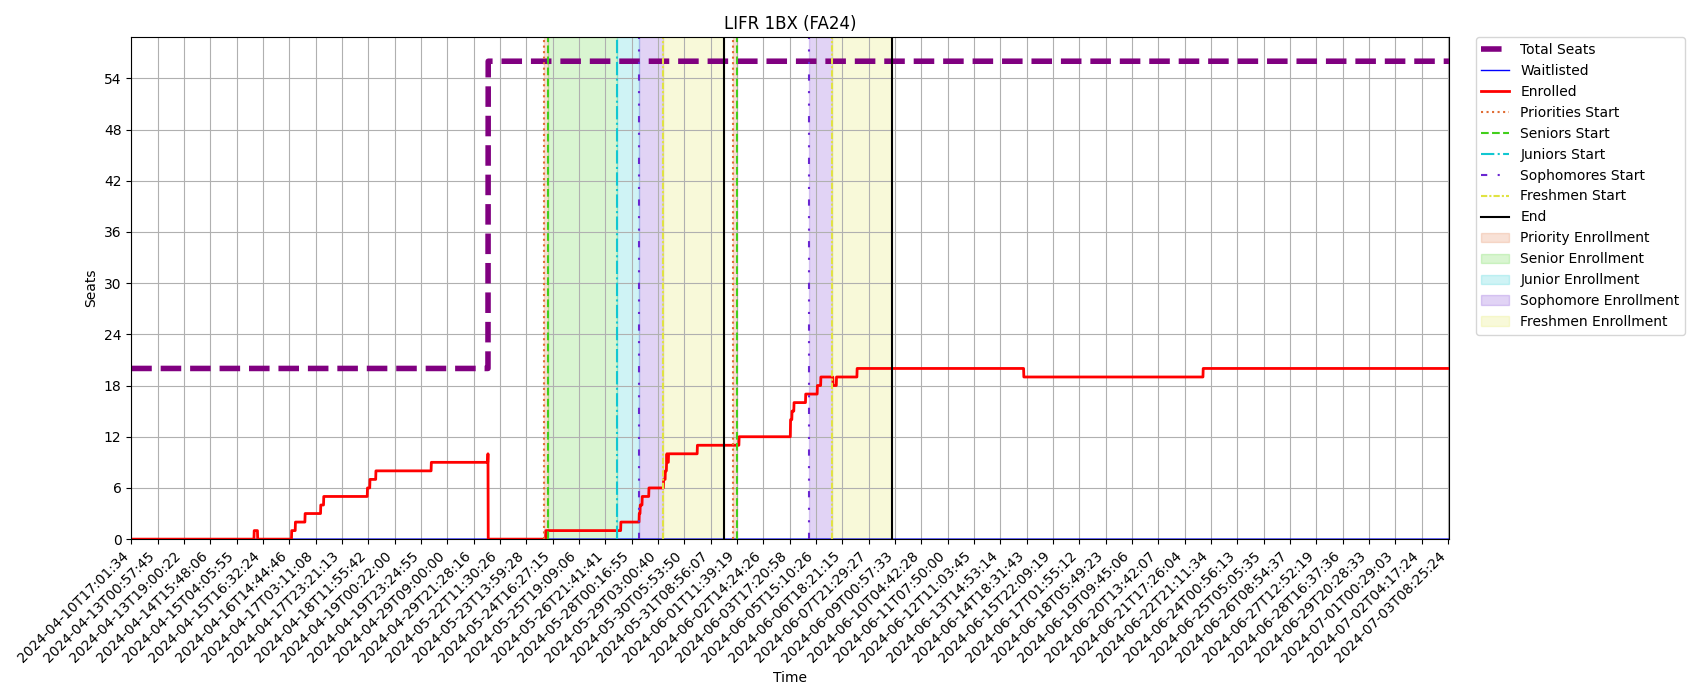 LIFR 1BX (FA24)
Total Seats
Waitlisted
Enrolled
Priorities Start
Seniors Start
Juniors Start
Sophomores Start
Freshmen Start
End
Priority Enrollment
Senior Enrollment
Junior Enrollment
Sophomore Enrollment
Freshmen Enrollment
Seats
54
48
42
36
30
24
18
12
6
0
2024-04-10T17:01:34
2024-04-13T00:57:45
2024-04-13T19:00:22
2024-04-14T15:48:06
2024-04-15T04:05:55
2024-04-15T16:32:24
2024-04-16T14:44:46
2024-04-17T03:11:08
2024-04-17T23:21:13
2024-04-18T11:55:42
2024-04-19T00:22:00
2024-04-19T23:24:55
2024-04-29T09:00:00
2024-04-29T21:28:16
2024-05-22T11:30:26
2024-05-23T13:59:28
2024-05-24T16:27:15
2024-05-25T19:09:06
2024-05-26T21:41:41
2024-05-28T00:16:55
2024-05-29T03:00:40
2024-05-30T05:53:50
2024-05-31T08:56:07
2024-06-01T11:39:19
2024-06-02T14:24:26
2024-06-03T17:20:58
2024-06-05T15:10:26
2024-06-06T18:21:15
2024-06-07T21:29:27
2024-06-09T00:57:33
2024-06-10T04:42:28
2024-06-11T07:50:00
2024-06-12T11:03:45
2024-06-13T14:53:14
2024-06-14T18:31:43
2024-06-15T22:09:19
2024-06-17T01:55:12
2024-06-18T05:49:23
2024-06-19T09:45:06
2024-06-20T13:42:07
2024-06-21T17:26:04
2024-06-22T21:11:34
2024-06-24T00:56:13
2024-06-25T05:05:35
2024-06-26T08:54:37
2024-06-27T12:52:19
2024-06-28T16:37:36
2024-06-29T20:28:33
2024-07-01T00:29:03
2024-07-02T04:17:24
2024-07-03T08:25:24
Time